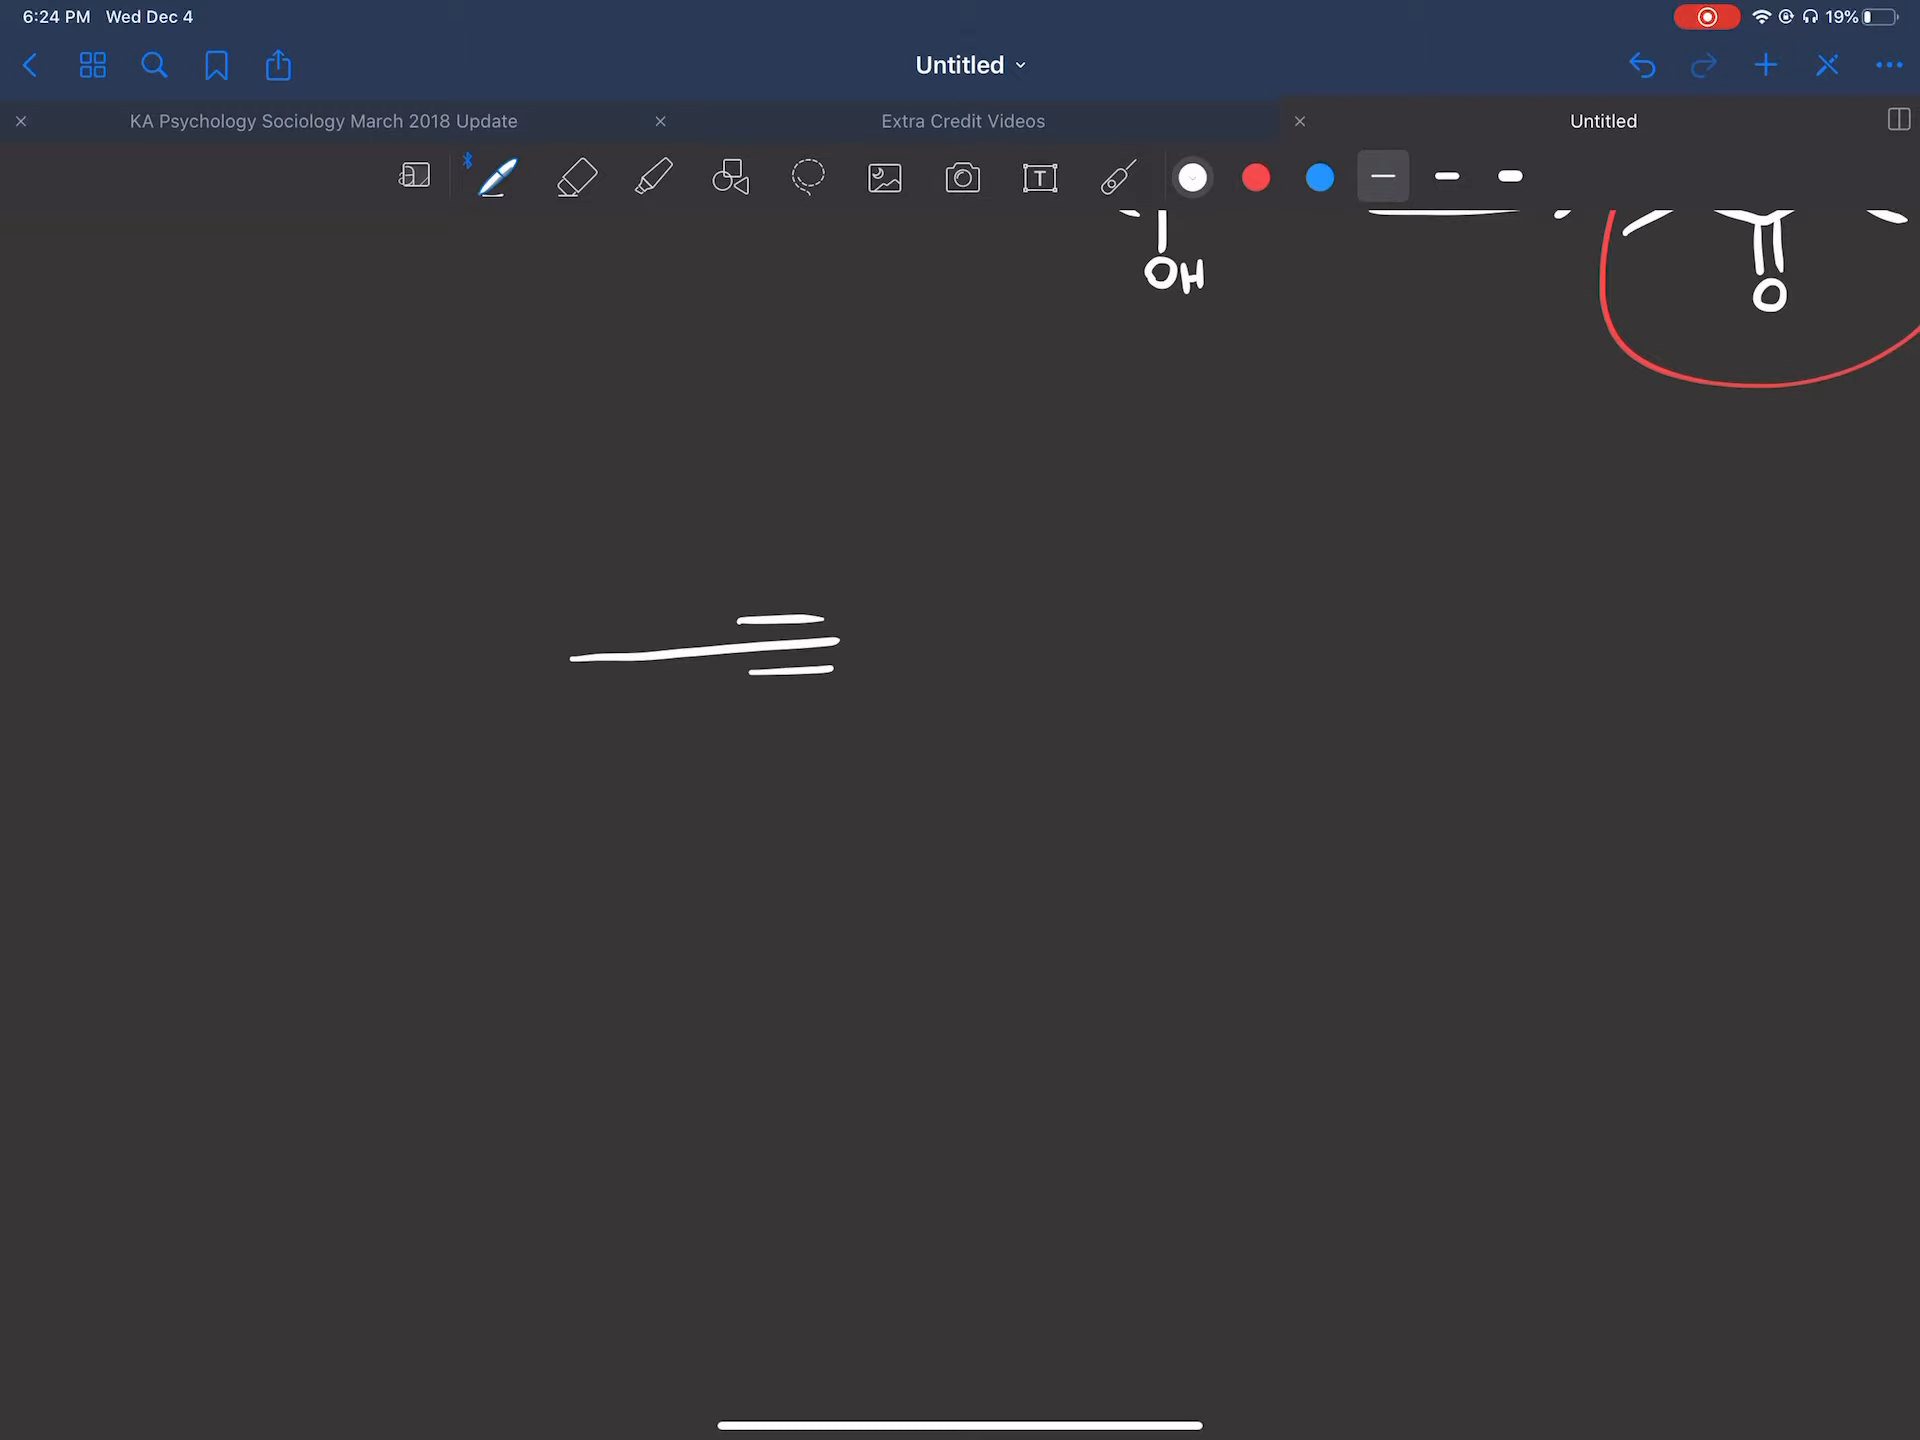 6:24 PM Wed Dec 4 19%
Untitled
KA Psychology Sociology March 2018 Update Extra Credit Videos Untitled
T
OH
O